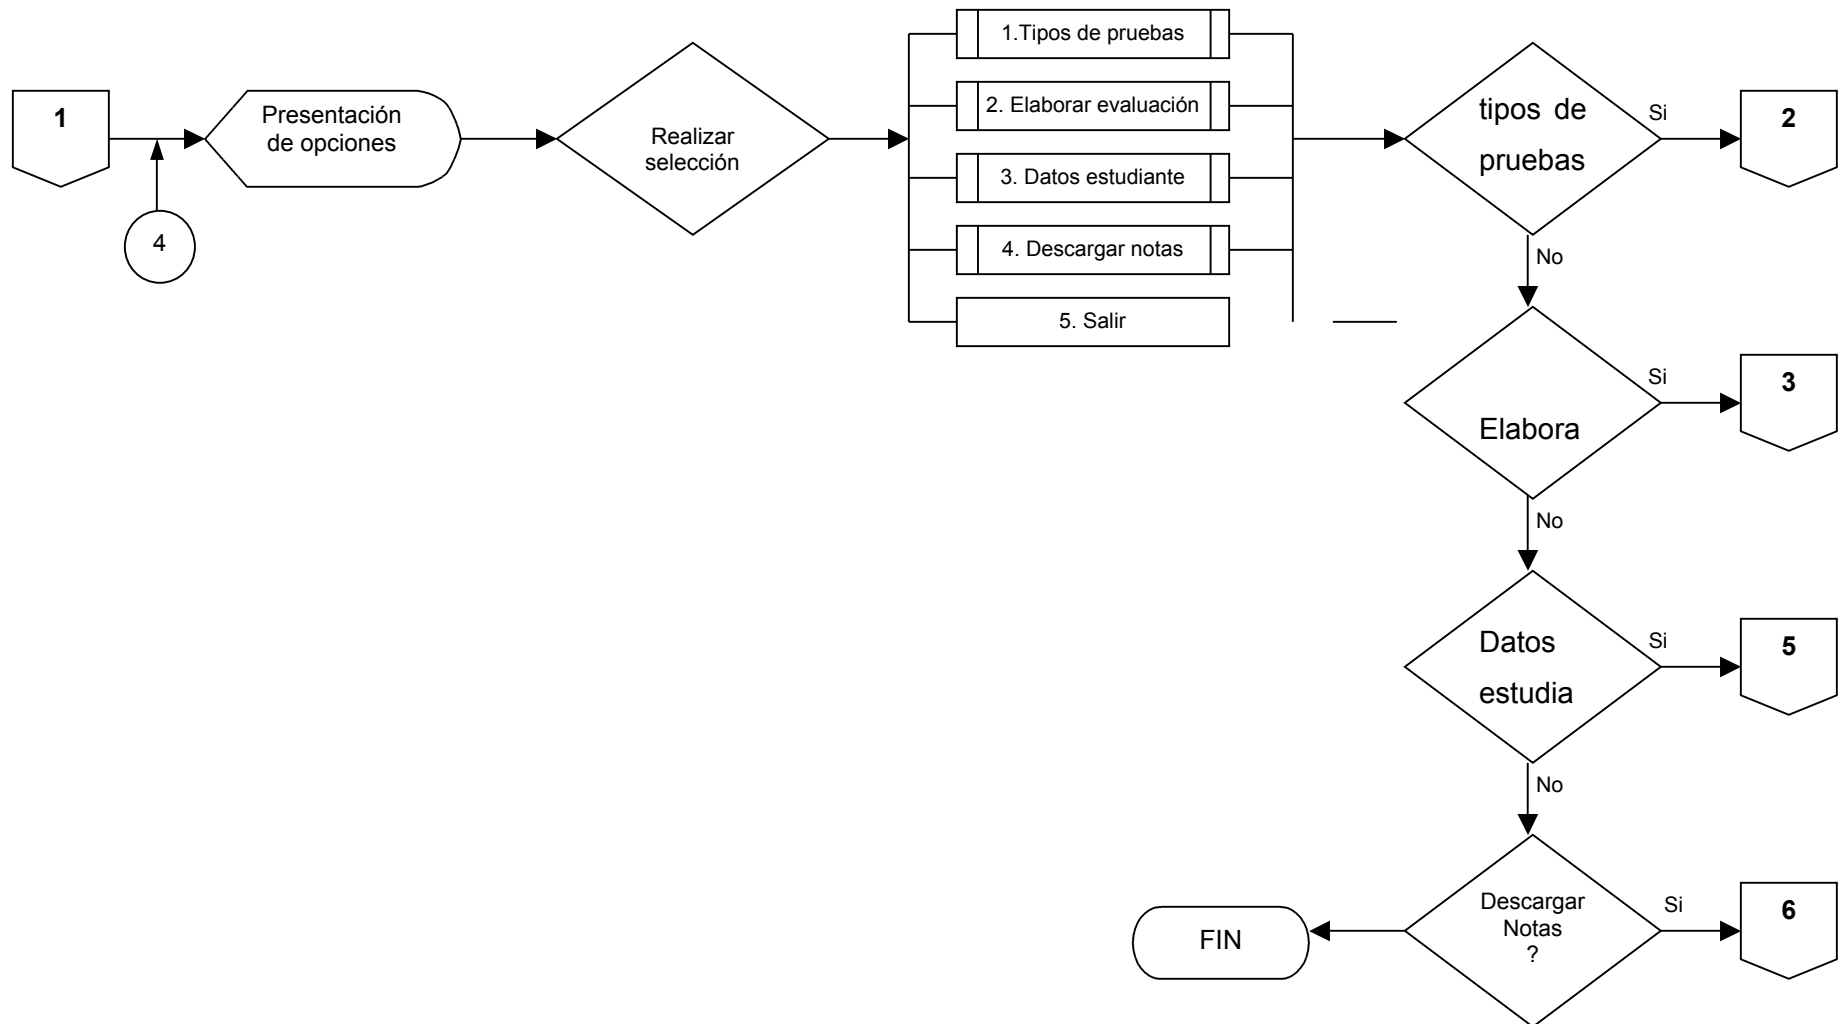 1
Presentación
de opciones
4
Realizar
selección
1.Tipos de pruebas
2. Elaborar evaluación
3. Datos estudiante
4. Descargar notas
5. Salir
tipos de
pruebas
Si
2
No
Elabora
Si
3
No
Datos
estudia
Si
5
No
Descargar
Notas
?
Si
6
FIN